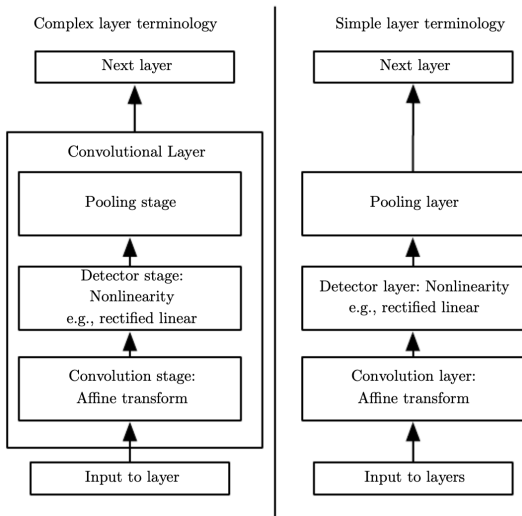 Complex layer terminology
Next layer
Convolutional Layer
Pooling stage
Detector stage:
Nonlinearity
e.g., rectified linear
Convolution stage:
Affine transform
Input to layer
Simple layer terminology
Next layer
Pooling layer
Detector layer: Nonlinearity
e.g., rectified linear
Convolution layer:
Affine transform
Input to layers